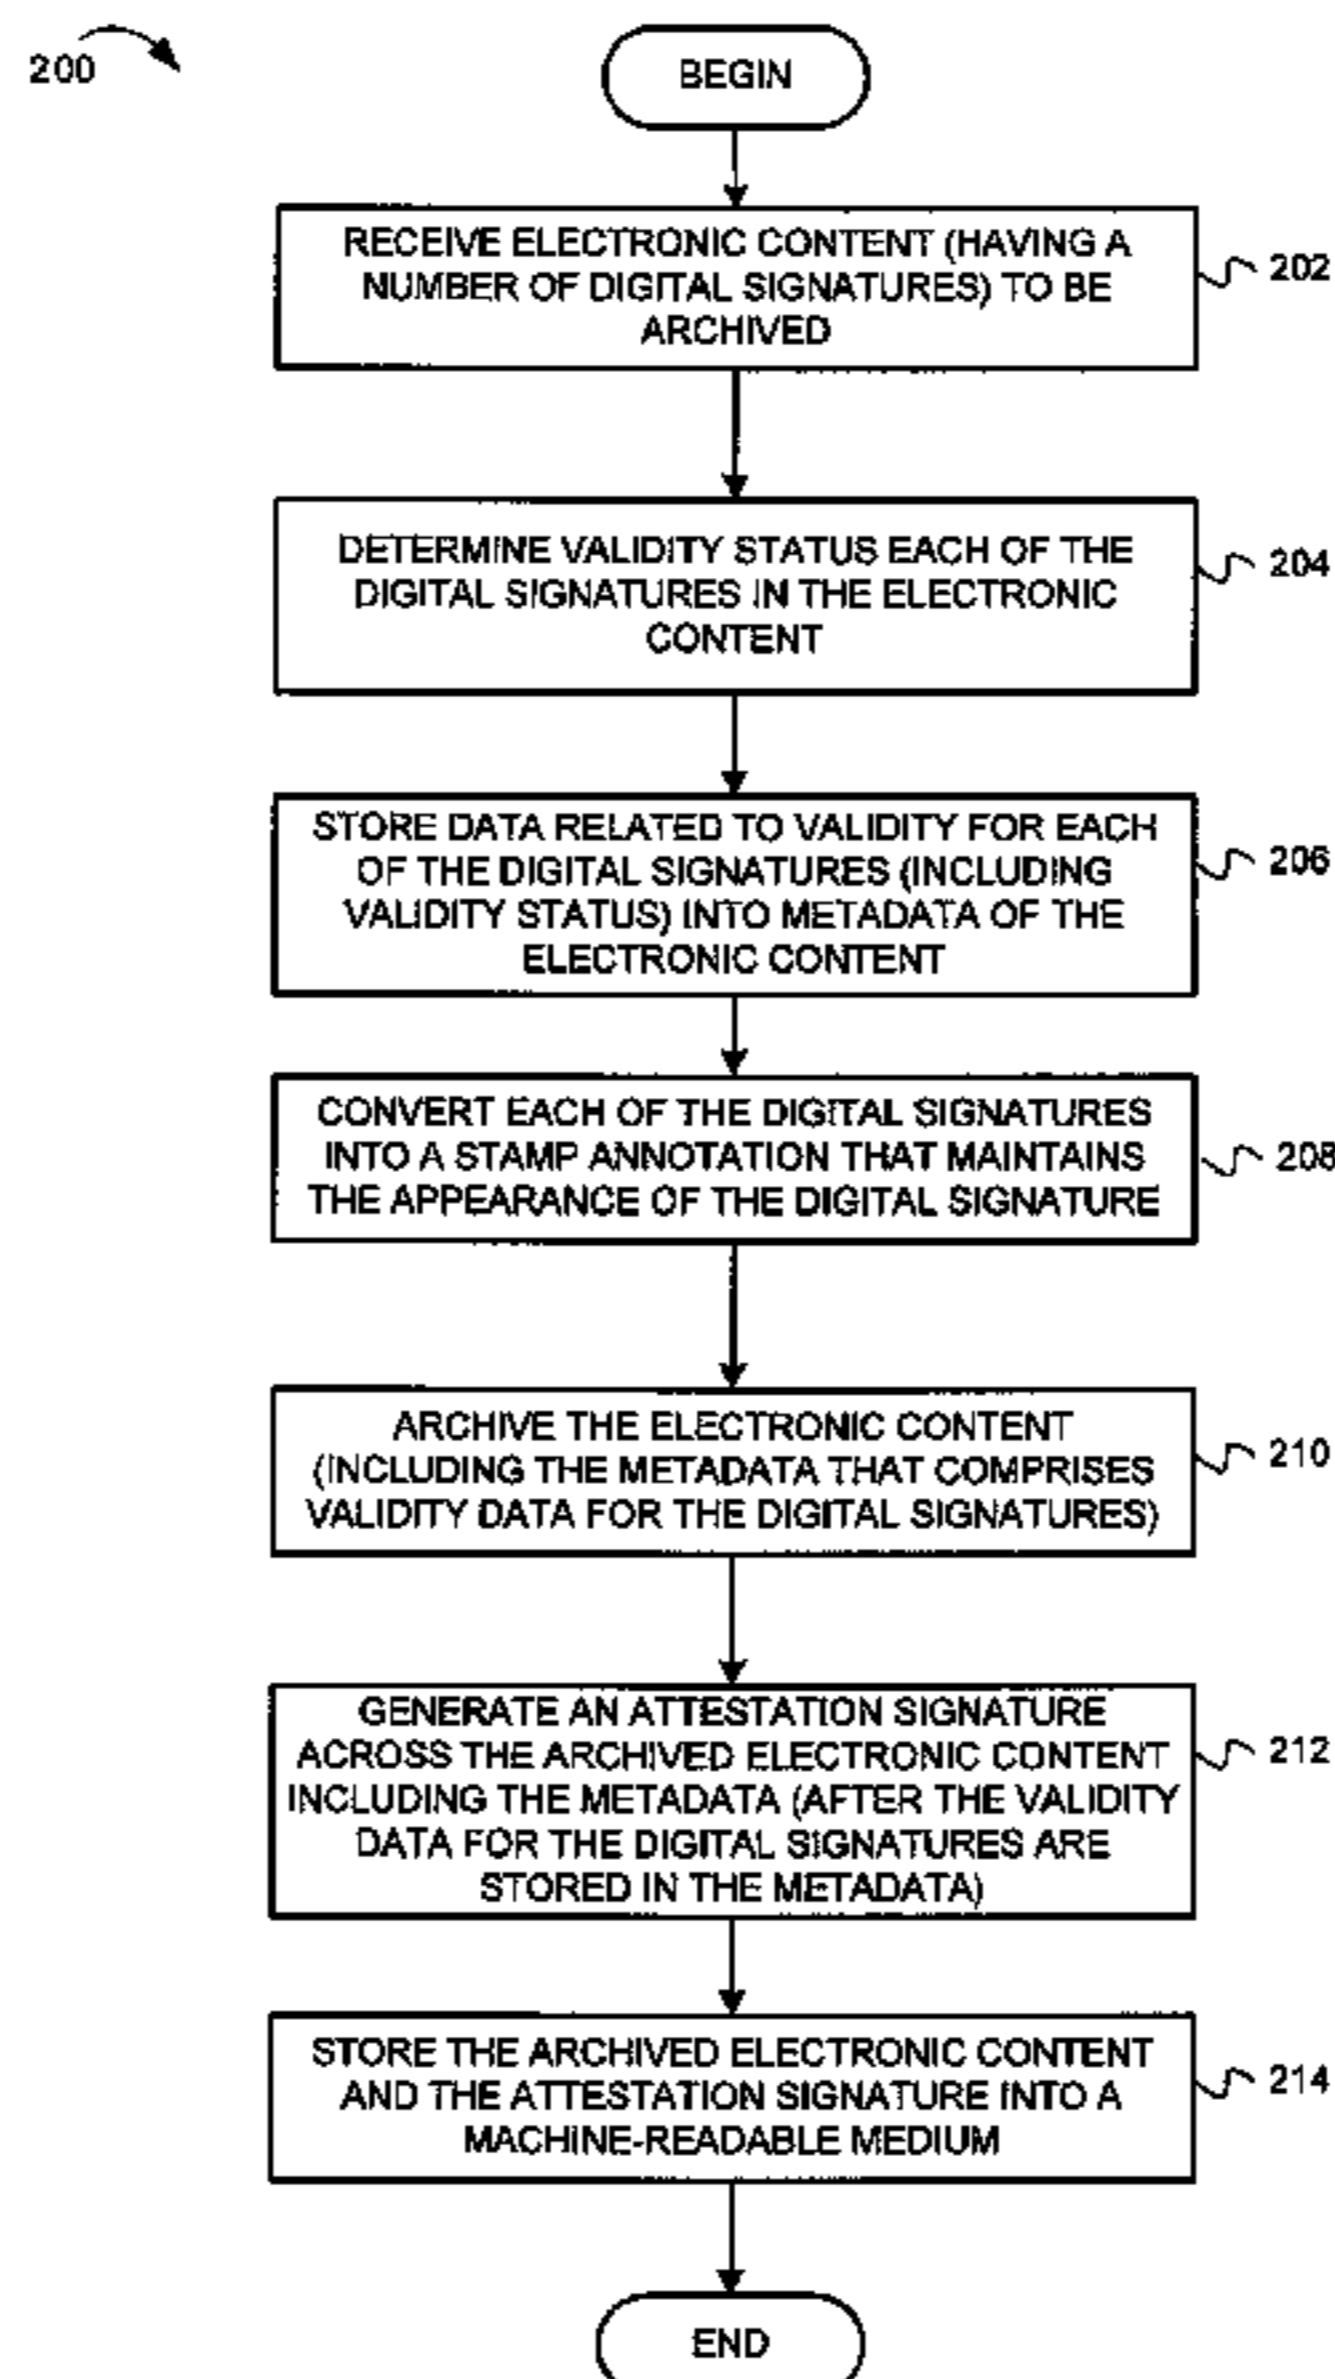 200
BEGIN
RECEIVE ELECTRONIC CONTENT (HAVING A
NUMBER OF DIGITAL SIGNATURES) TO BE
ARCHIVED
202
DETERMINE VALIDITY STATUS EACH OF THE
DIGITAL SIGNATURES IN THE ELECTRONIC
CONTENT
204
STORE DATA RELATED TO VALIDITY FOR EACH
OF THE DIGITAL SIGNATURES (INCLUDING
VALIDITY STATUS) INTO METADATA OF THE
ELECTRONIC CONTENT
206
CONVERT EACH OF THE DIGITAL SIGNATURES
INTO A STAMP ANNOTATION THAT MAINTAINS
THE APPEARANCE OF THE DIGITAL SIGNATURE
208
ARCHIVE THE ELECTRONIC CONTENT
(INCLUDING THE METADATA THAT COMPRISES
VALIDITY DATA FOR THE DIGITAL SIGNATURES)
210
GENERATE AN ATTESTATION SIGNATURE
ACROSS THE ARCHIVED ELECTRONIC CONTENT
INCLUDING THE METADATA (AFTER THE VALIDITY
DATA FOR THE DIGITAL SIGNATURES ARE
STORED IN THE METADATA)
212
STORE THE ARCHIVED ELECTRONIC CONTENT
AND THE ATTESTATION SIGNATURE INTO A
MACHINE-READABLE MEDIUM
214
END